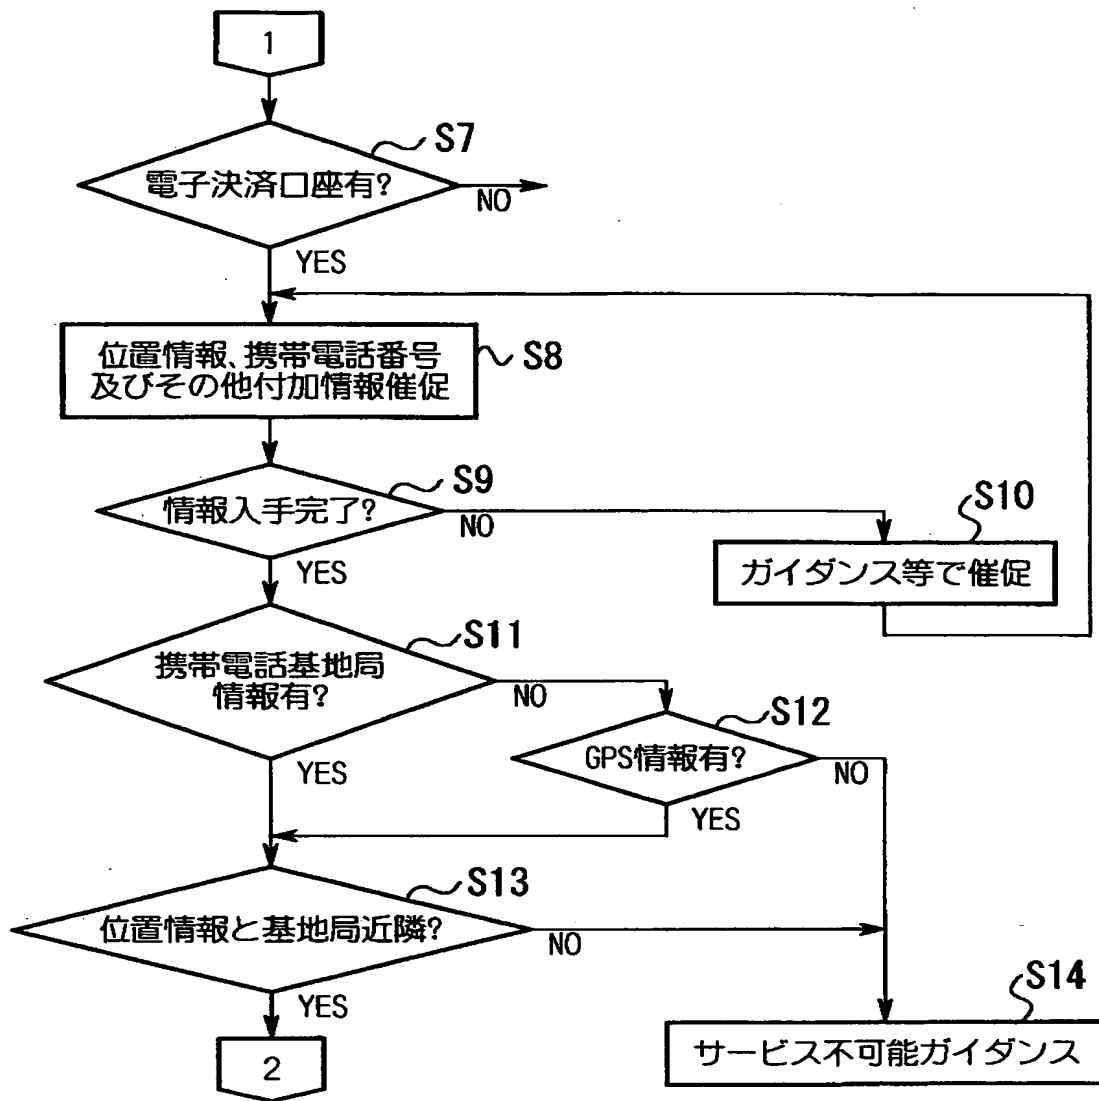 1
S7
電子決済口座有?
NO
YES
位置情報、携帯電話番号
及びその他付加情報催促
S8
S9
情報入手完了?
NO
YES
S10
ガイダンス等で催促
S11
携帯電話基地局
情報有?
NO
YES
S12
GPS情報有?
NO
YES
S13
位置情報と基地局近隣?
NO
YES
S14
サービス不可能ガイダンス
2